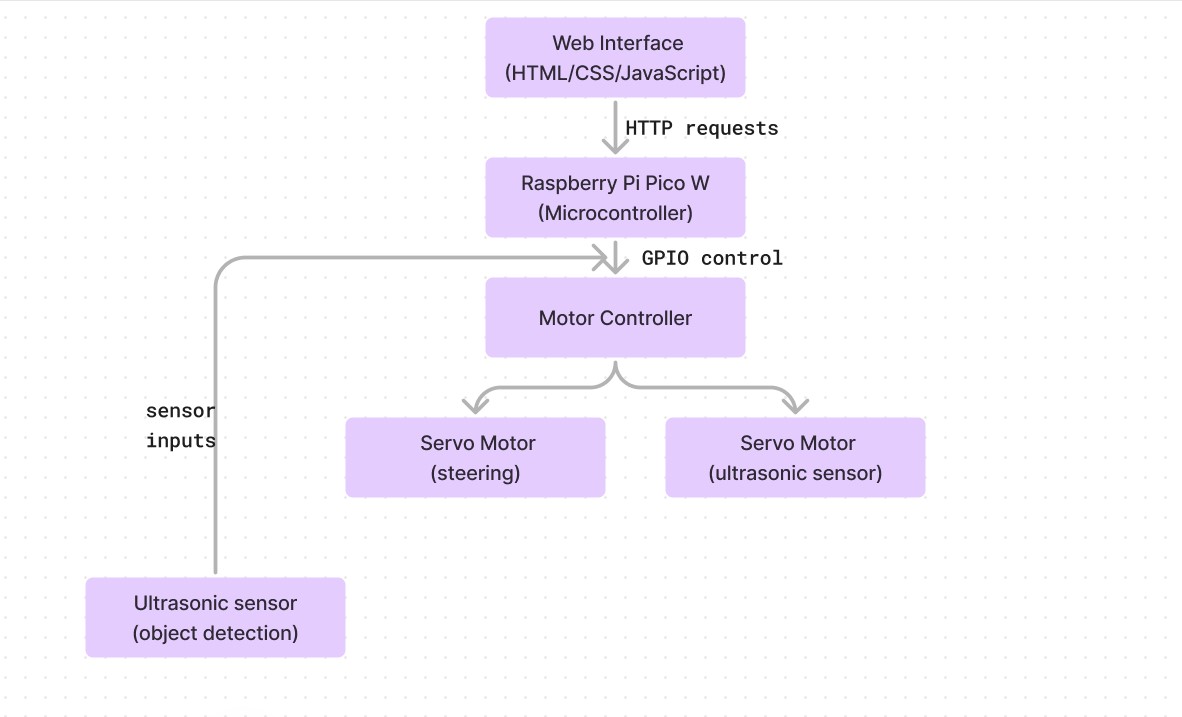 Web Interface
(HTML/CSS/JavaScript)
HTTP requests
Raspberry Pi Pico W
(Microcontroller)
GPIO control
Motor Controller
sensor
inputs
Servo Motor
(steering)
Servo Motor
(ultrasonic sensor)
Ultrasonic sensor
(object detection)